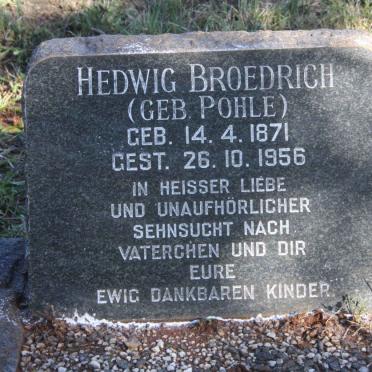 HEDWIG BROEDRICH
(GEB POHLE)
GEB. 14. 4. 1871
GEST. 26. 10. 1956
IN HEISSER LIEBE
UND UNAUFHÖRLICHER
SEHNSUCHT NACH
VATERCHEN UND DIR
EURE
EWIG DANKBAREN KINDER